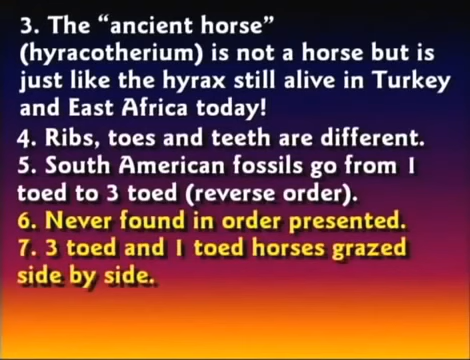 3. The “ancient horse”
(hyracotherium) is not a horse but is
just like the hyrax still alive in Turkey
and East Africa today!
4. Ribs, toes and teeth are different.
5. South American fossils go from 1
toed to 3 toed (reverse order).
6. Never found in order presented.
7. 3 toed and 1 toed horses grazed
side by side.